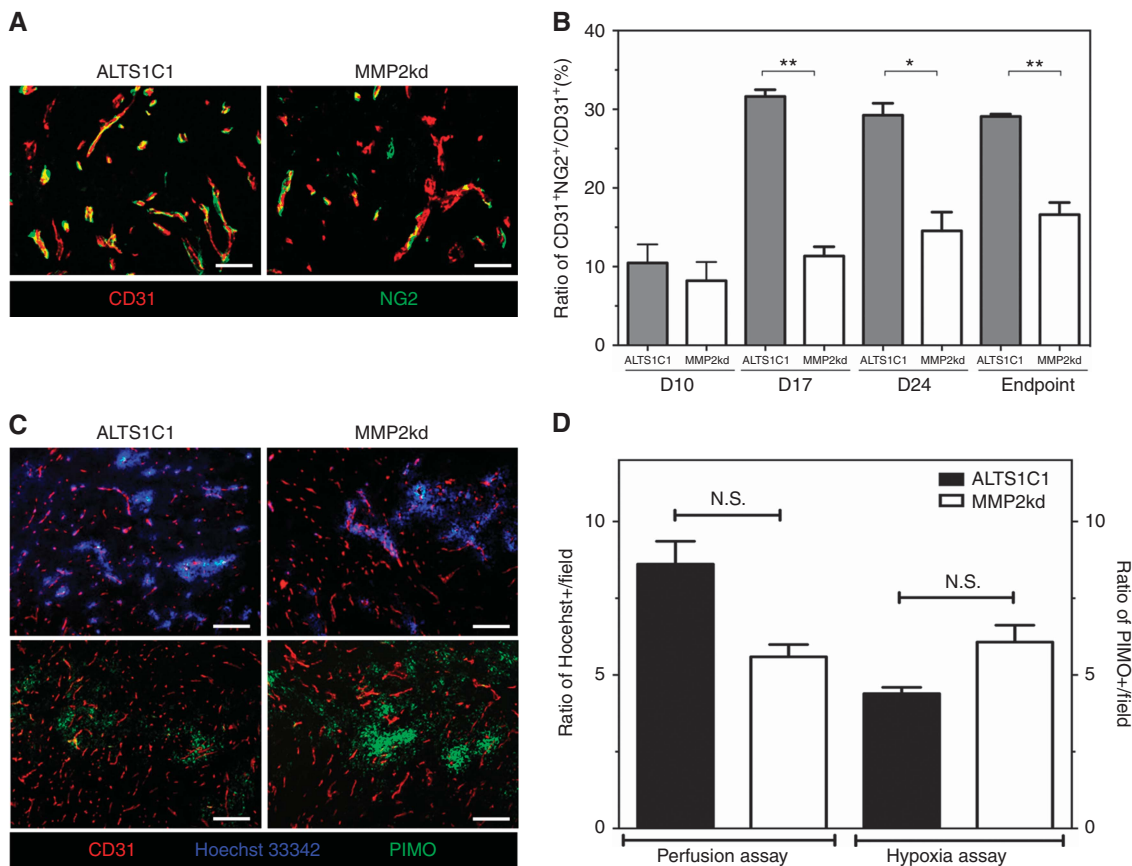 A
ALTS1C1 MMP2kd
CD31 NG2
B
Ratio of CD31⁺NG2⁺/CD31⁺(%)
40
30
20
10
0
** * **
ALTS1C1 MMP2kd ALTS1C1 MMP2kd ALTS1C1 MMP2kd ALTS1C1 MMP2kd
D10 D17 D24 Endpoint
C
ALTS1C1 MMP2kd
CD31 Hoechst 33342 PIMO
D
ALTS1C1
MMP2kd
N.S.
N.S.
Ratio of Hocehst+/field
10
5
0
Ratio of PIMO+/field
10
5
0
Perfusion assay Hypoxia assay